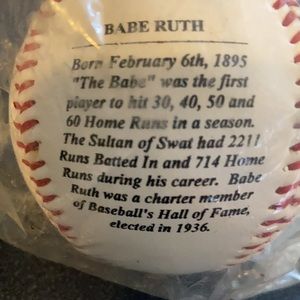 BABE RUTH
Born February 6th, 1895
"The Babe" was the first
player to hit 30, 40, 50 and
60 Home Runs in a season.
The Sultan of Swat had 2211
Runs Batted In and 714 Home
Runs during his career. Babe
Ruth was a charter member
of Baseball's Hall of Fame,
elected in 1936.